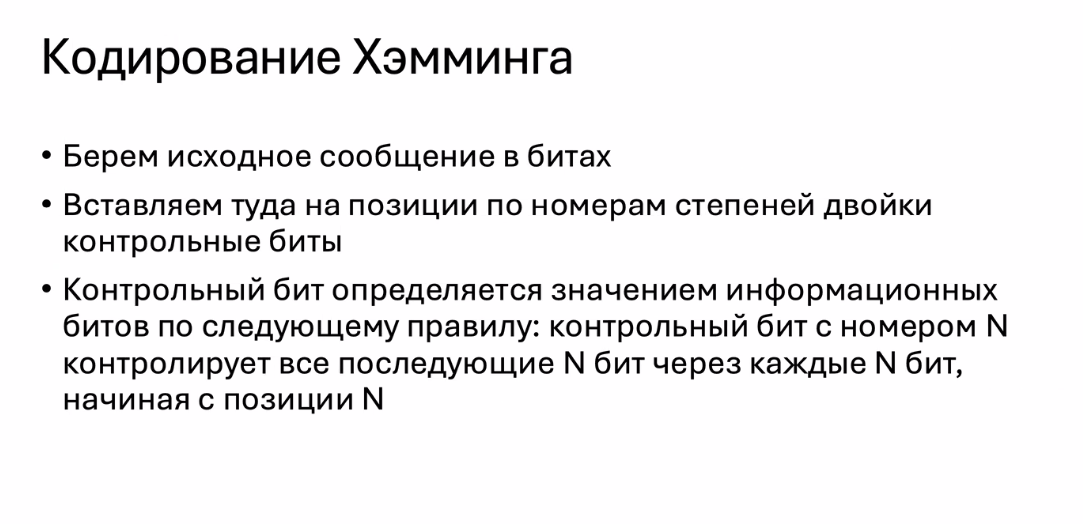 Кодирование Хэмминга
• Берем исходное сообщение в битах
• Вставляем туда на позиции по номерам степеней двойки
контрольные биты
• Контрольный бит определяется значением информационных
битов по следующему правилу: контрольный бит с номером N
контролирует все последующие N бит через каждые N бит,
начиная с позиции N